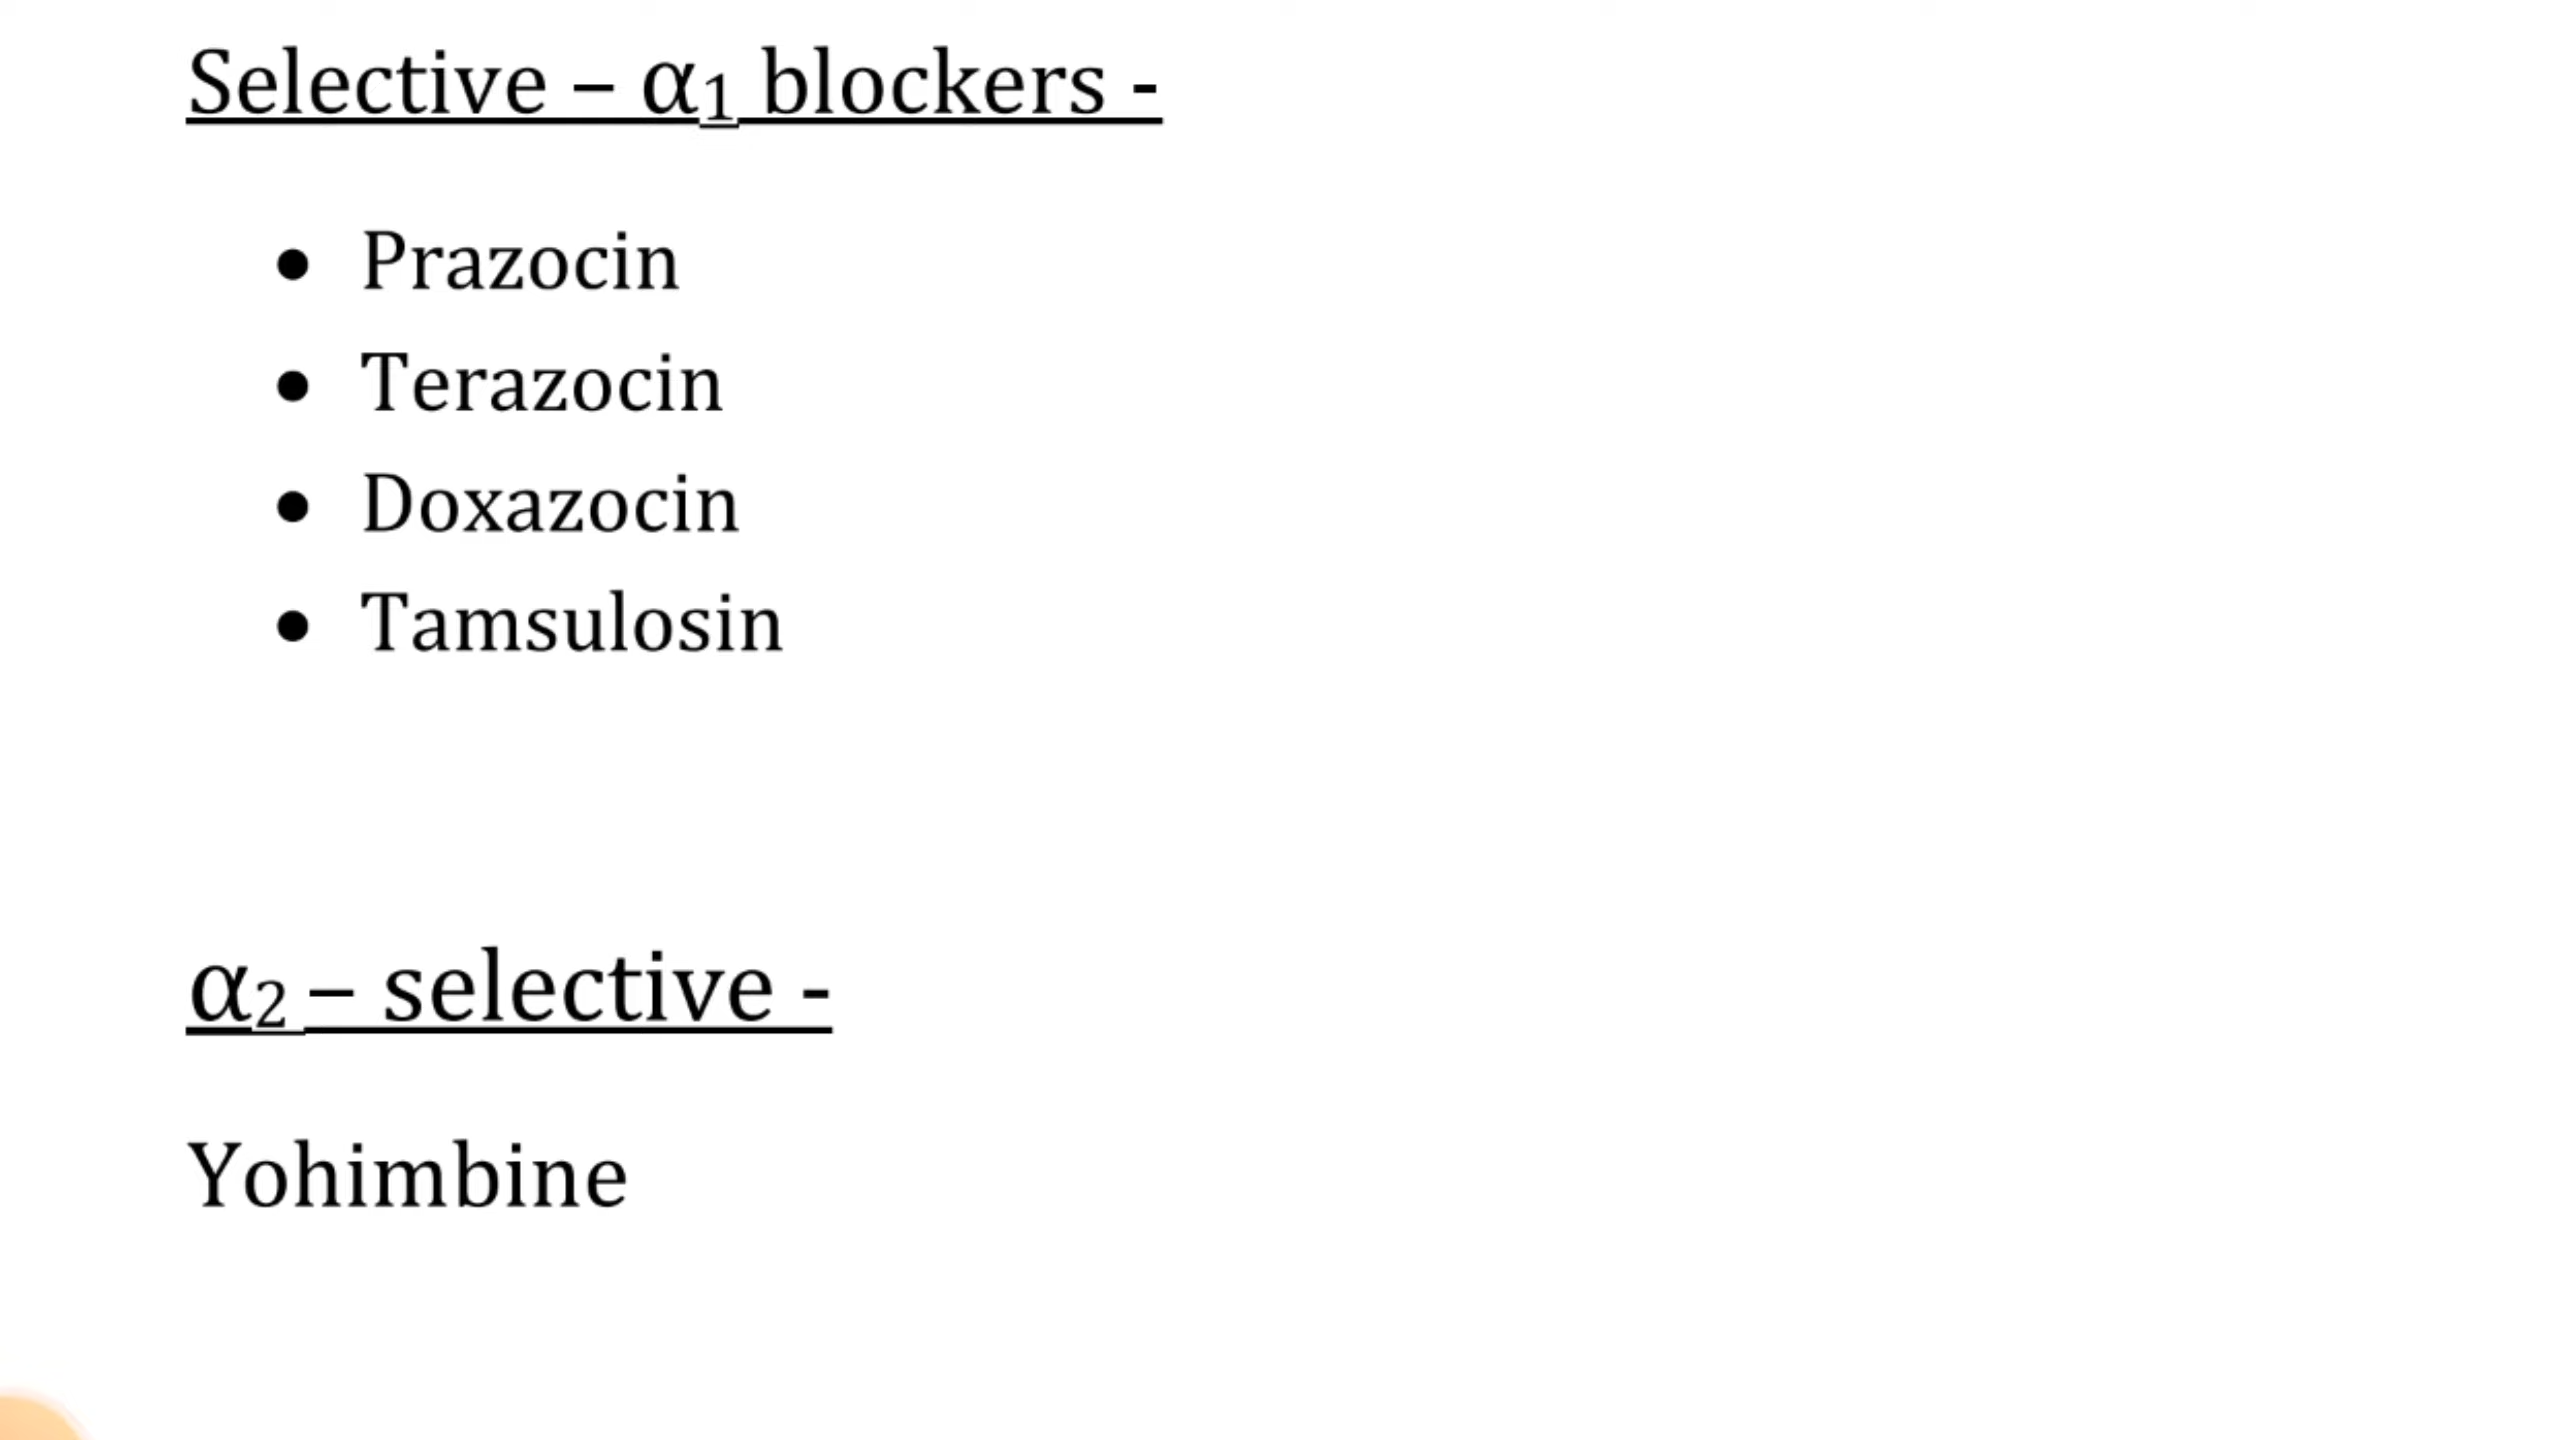 Selective – α₁ blockers -
• Prazocin
• Terazocin
• Doxazocin
• Tamsulosin
α₂ – selective -
Yohimbine